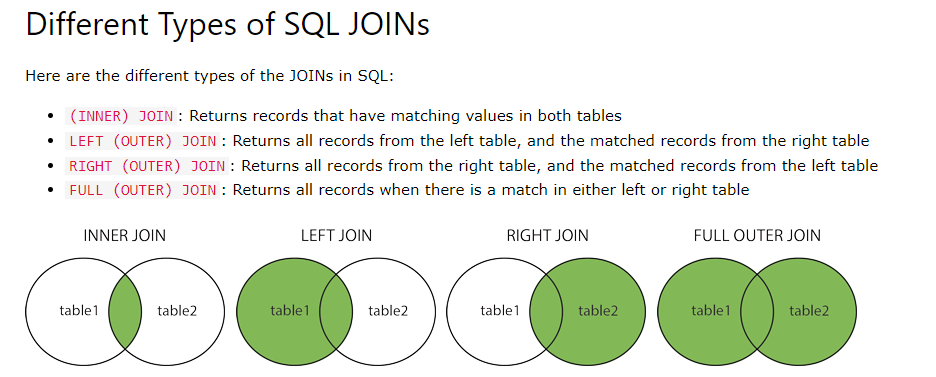 Different Types of SQL JOINs
Here are the different types of the JOINs in SQL:
(INNER) JOIN: Returns records that have matching values in both tables
LEFT (OUTER) JOIN: Returns all records from the left table, and the matched records from the right table
RIGHT (OUTER) JOIN: Returns all records from the right table, and the matched records from the left table
FULL (OUTER) JOIN: Returns all records when there is a match in either left or right table
INNER JOIN
LEFT JOIN
RIGHT JOIN
FULL OUTER JOIN
table1
table2
table1
table2
table1
table2
table1
table2